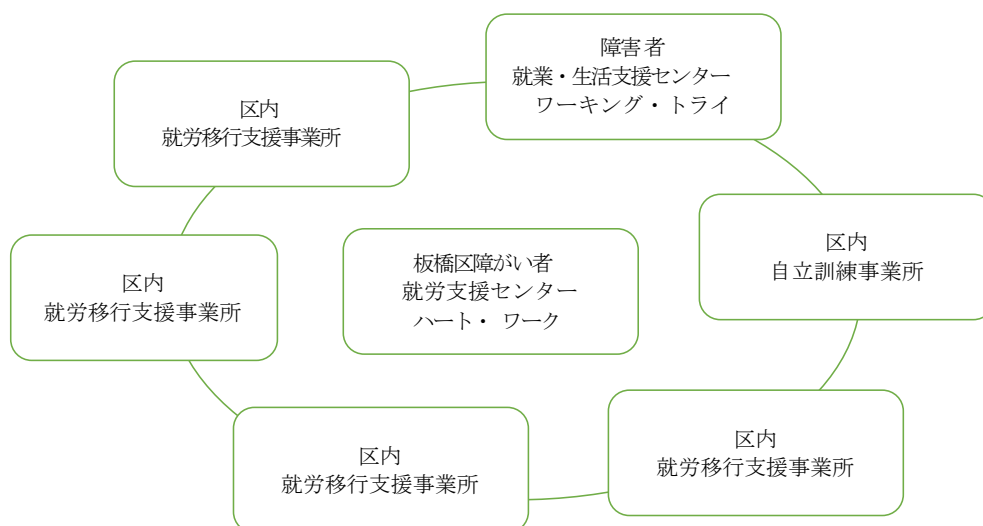 障害者
就業・生活支援センター
ワーキング・トライ
区内
就労移行支援事業所
区内
自立訓練事業所
区内
就労移行支援事業所
板橋区障がい者
就労支援センター
ハート・ワーク
区内
就労移行支援事業所
区内
就労移行支援事業所